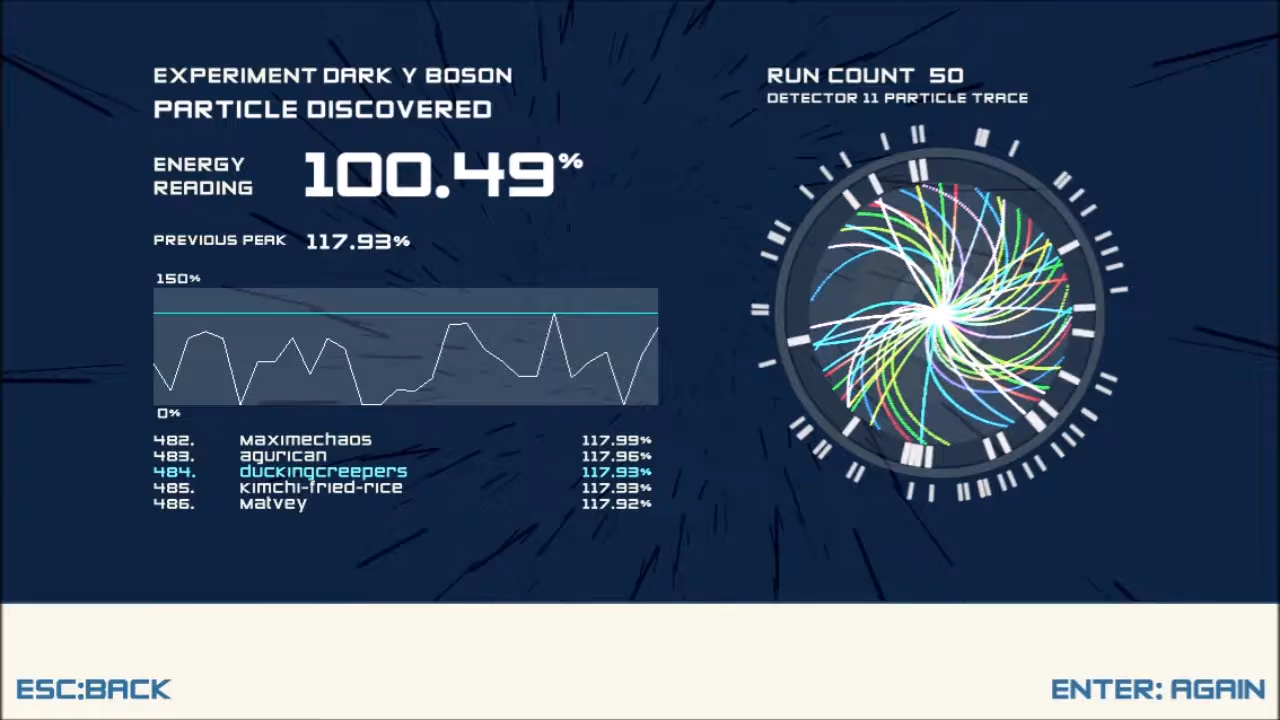 EXPERIMENT DARK Y BOSON
PARTICLE DISCOVERED
ENERGY READING 100.49%
PREVIOUS PEAK 117.93%
150%
0%
482. maximechaos 117.99%
483. agurican 117.96%
484. duckingcreepers 117.93%
485. kimchi-fried-rice 117.93%
486. matvey 117.92%
RUN COUNT 50
DETECTOR 11 PARTICLE TRACE
ESC:BACK
ENTER: AGAIN